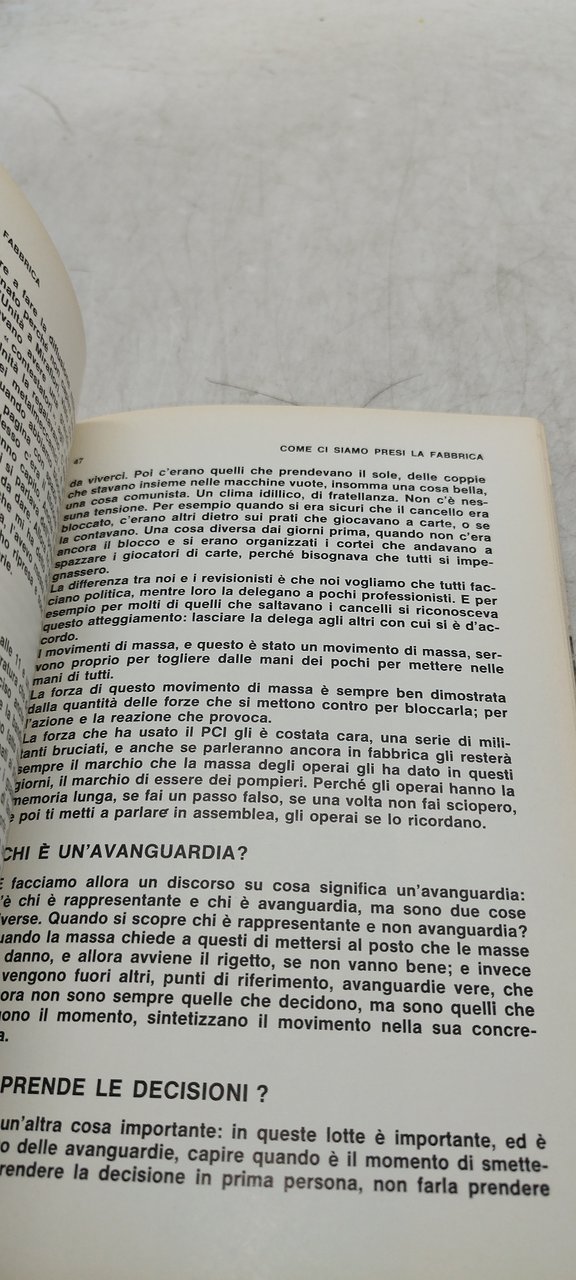 FABBRICA
re a fare la
nato perché
l'Unità
47
COME CI SIAMO PRESI LA FABBRICA
da viverci. Poi c'erano quelli che prendevano il sole, delle coppie
che stavano insieme nelle macchine vuote, insomma una cosa bella,
una cosa comunista. Un clima idillico, di fratellanza. Non c'è nes-
suna tensione. Per esempio quando si era sicuri che il cancello era
bloccato, c'erano altri dietro sui prati che giocavano a carte, o se
la contavano. Una cosa diversa dai giorni prima, quando non c'era
ancora il blocco e si erano organizzati i cortei che andavano a
spazzare i giocatori di carte, perché bisognava che tutti si impe-
gnassero.
La differenza tra noi e i revisionisti è che noi vogliamo che tutti fac-
ciano politica, mentre loro la delegano a pochi professionisti. E per
esempio per molti di quelli che saltavano i cancelli si riconosceva
questo atteggiamento: lasciare la delega agli altri con cui si è d'ac-
cordo.
I movimenti di massa, e questo è stato un movimento di massa, ser-
vono proprio per togliere dalle mani dei pochi per mettere nelle
mani di tutti.
La forza di questo movimento di massa è sempre ben dimostrata
dalla quantità delle forze che si mettono contro per bloccarla; per
l'azione e la reazione che provoca.
La forza che ha usato il PCI gli è costata cara, una serie di mili-
tanti bruciati, e anche se parleranno ancora in fabbrica gli resterà
sempre il marchio che la massa degli operai gli ha dato in questi
giorni, il marchio di essere dei pompieri. Perché gli operai hanno la
memoria lunga, se fai un passo falso, se una volta non fai sciopero,
e poi ti metti a parlare in assemblea, gli operai se lo ricordano.
CHI È UN'AVANGUARDIA?
E facciamo allora un discorso su cosa significa un'avanguardia:
'è chi è rappresentante e chi è avanguardia, ma sono due cose
iverse. Quando si scopre chi è rappresentante e non avanguardia?
uando la massa chiede a questi di mettersi al posto che le masse
danno, e allora avviene il rigetto, se non vanno bene; e invece
vengono fuori altri, punti di riferimento, avanguardie vere, che
ora non sono sempre quelle che decidono, ma sono quelli che
gono il momento, sintetizzano il movimento nella sua concre-
a.
PRENDE LE DECISIONI ?
un'altra cosa importante: in queste lotte è importante, ed è
o delle avanguardie, capire quando è il momento di smette-
rendere la decisione in prima persona, non farla prendere